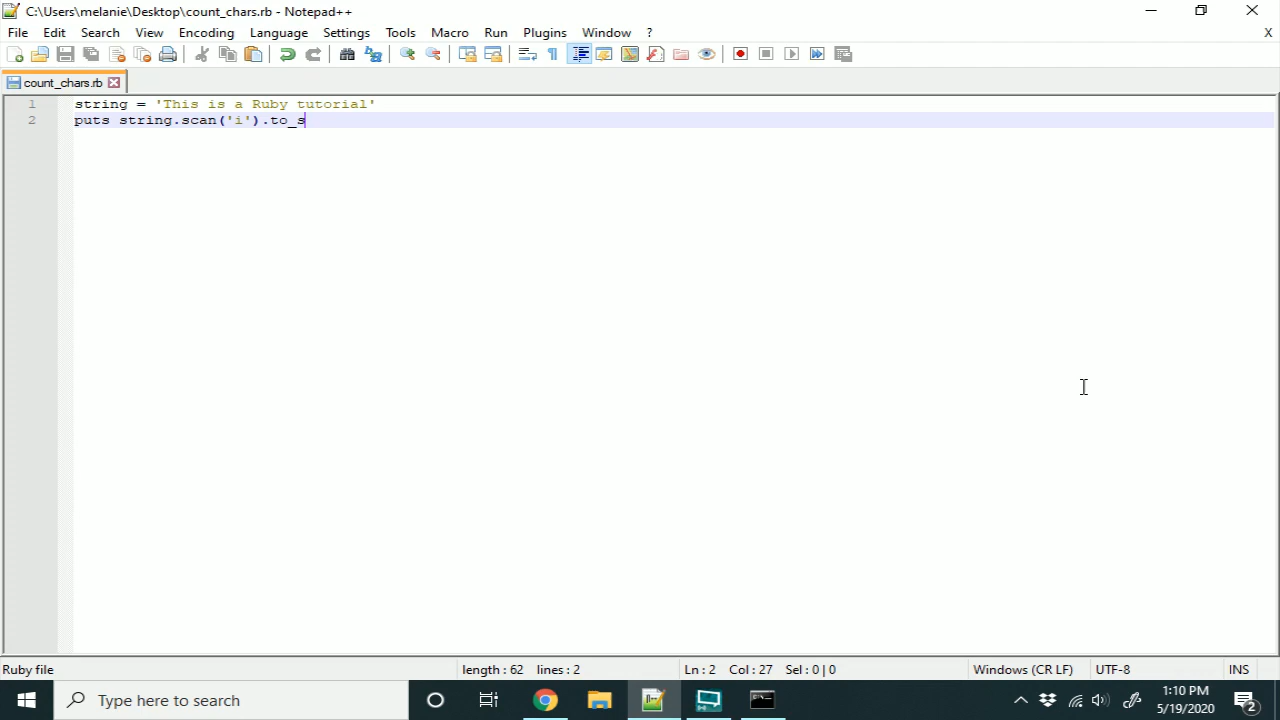 C:\Users\melanie\Desktop\count_chars.rb - Notepad++
File Edit Search View Encoding Language Settings Tools Macro Run Plugins Window ? X
count_chars.rb
1 string = 'This is a Ruby tutorial'
2 puts string.scan('i').to_s
Ruby file length : 62 lines : 2 Ln : 2 Col : 27 Sel : 0 | 0 Windows (CR LF) UTF-8 INS
Type here to search
1:10 PM
5/19/2020
2